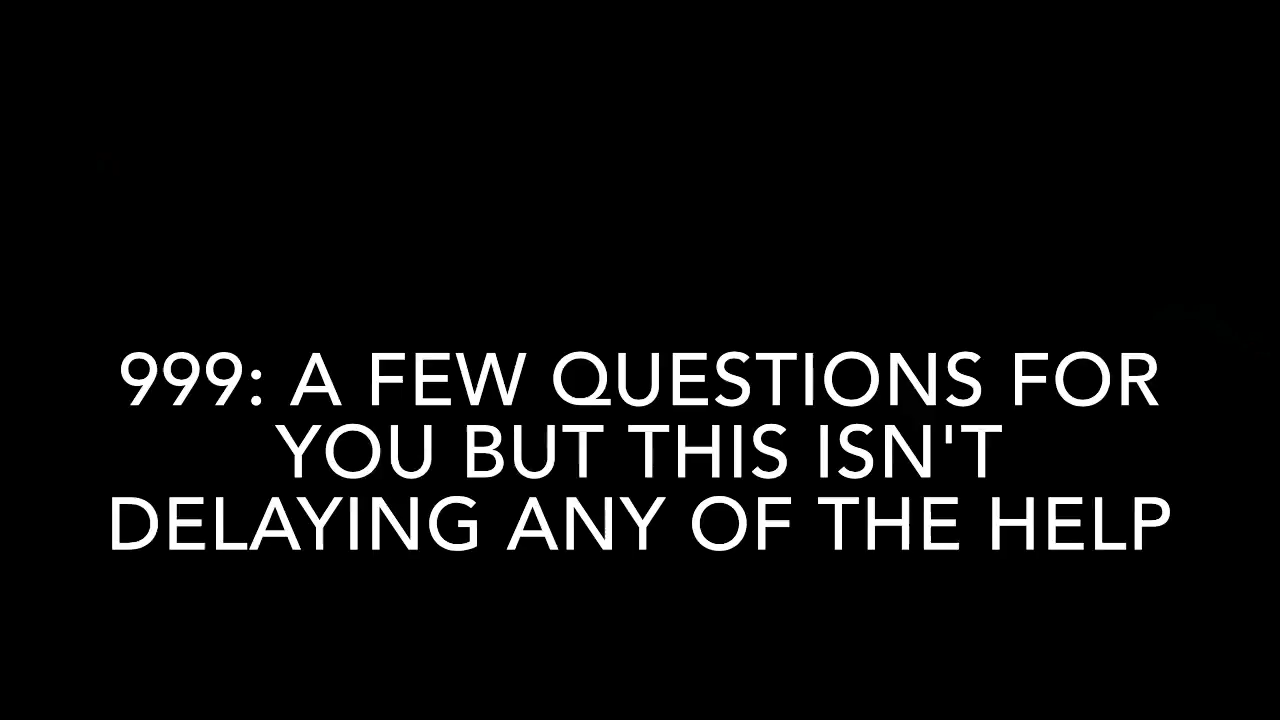 999: A FEW QUESTIONS FOR
YOU BUT THIS ISN'T
DELAYING ANY OF THE HELP